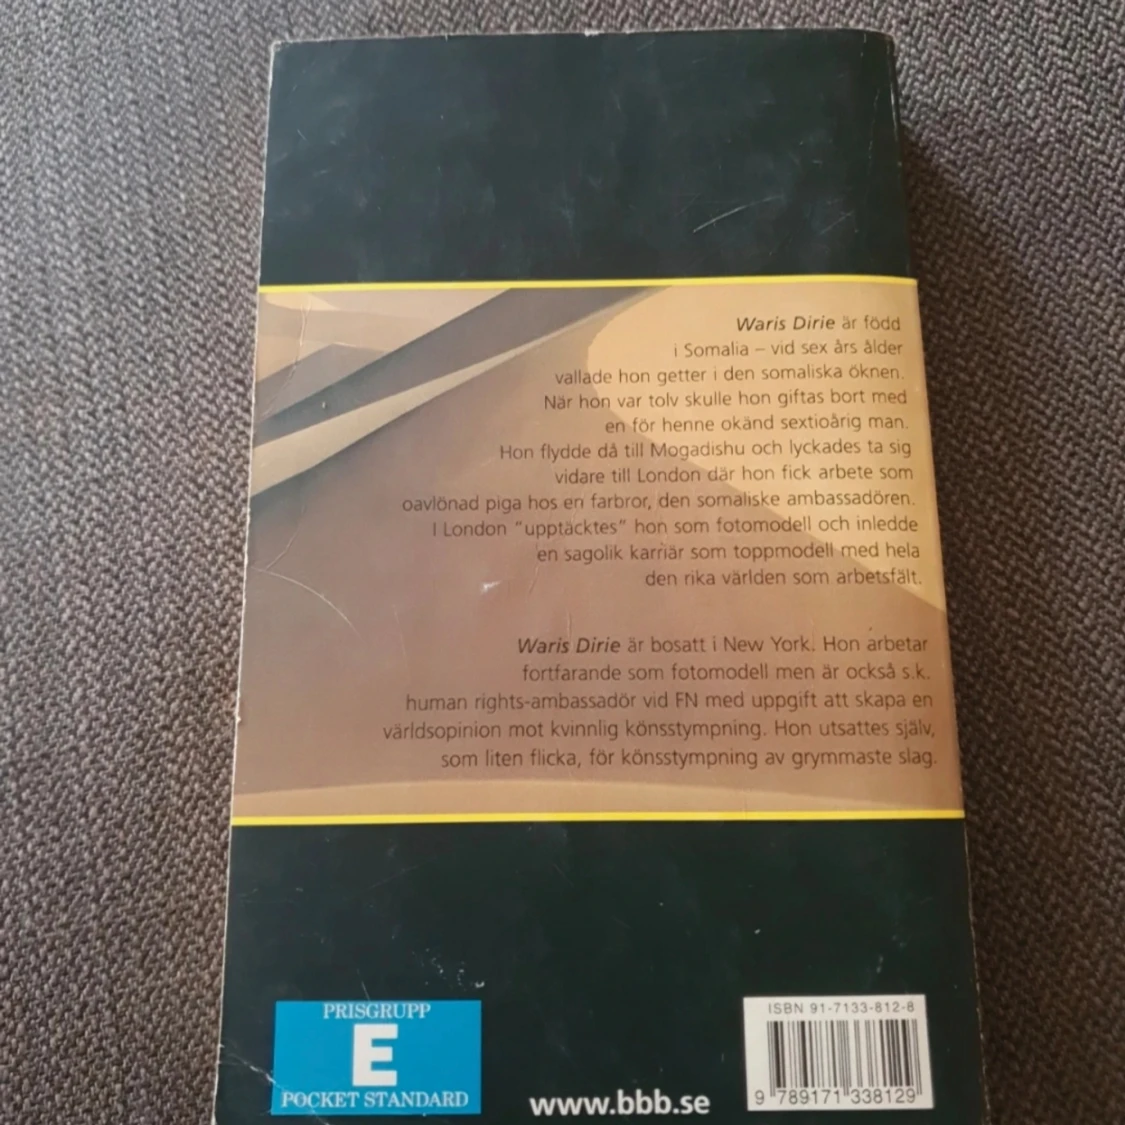 Waris Dirie är född
i Somalia – vid sex års ålder
vallade hon getter i den somaliska öknen.
När hon var tolv skulle hon giftas bort med
en för henne okänd sextioårig man.
Hon flydde då till Mogadishu och lyckades ta sig
vidare till London där hon fick arbete som
oavlönad piga hos en farbror, den somaliske ambassadören.
I London "upptäcktes" hon som fotomodell och inledde
en sagolik karriär som toppmodell med hela
den rika världen som arbetsfält.
Waris Dirie är bosatt i New York. Hon arbetar
fortfarande som fotomodell men är också s.k.
human rights-ambassadör vid FN med uppgift att skapa en
världsopinion mot kvinnlig könsstympning. Hon utsattes själv,
som liten flicka, för könsstympning av grymmaste slag.
PRISGRUPP
E
POCKET STANDARD
www.bbb.se
ISBN 91-7133-812-8
9 789171 338129